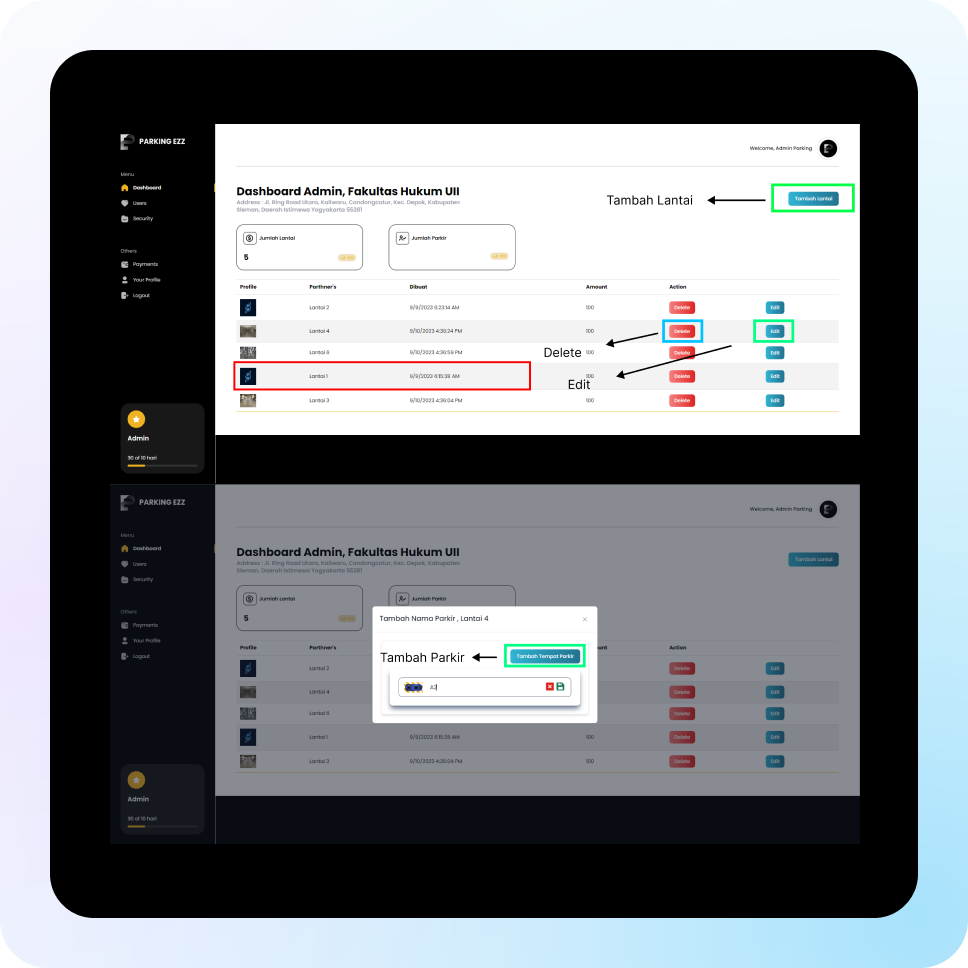 PARKING EZZ
Welcome, Admin Parking
Menu
Dashboard
Users
Security
Others
Payments
Your Profile
Logout
Admin
90 of 10 hari
Dashboard Admin, Fakultas Hukum UII
Address : Jl. Ring Road Utara, Kaliwaru, Condongcatur, Kec. Depok, Kabupaten
Sleman, Daerah Istimewa Yogyakarta 55281
Tambah Lantai
Tambah Lantai
Jumlah Lantai
5
Jumlah Parkir
Profile Parthner's Dibuat Amount Action
Lantai 2 9/9/2023 6:23:14 AM 100 Delete Edit
Lantai 4 9/10/2023 4:36:24 PM 100 Delete Edit
Lantai 6 9/10/2023 4:36:59 PM 100 Delete Edit
Delete
Lantai 1 9/9/2023 6:15:38 AM 100 Delete Edit
Edit
Lantai 3 9/10/2023 4:36:04 PM 100 Delete Edit
PARKING EZZ
Welcome, Admin Parking
Menu
Dashboard
Users
Security
Others
Payments
Your Profile
Logout
Admin
90 of 10 hari
Dashboard Admin, Fakultas Hukum UII
Address : Jl. Ring Road Utara, Kaliwaru, Condongcatur, Kec. Depok, Kabupaten
Sleman, Daerah Istimewa Yogyakarta 55281
Tambah Lantai
Jumlah Lantai
5
Jumlah Parkir
Tambah Nama Parkir , Lantai 4 ×
Tambah Parkir
Tambah Tempat Parkir
A2
Profile Parthner's Action
Lantai 2 Delete Edit
Lantai 4 Delete Edit
Lantai 6 Delete Edit
Lantai 1 9/9/2023 6:15:38 AM 100 Delete Edit
Lantai 3 9/10/2023 4:36:04 PM 100 Delete Edit